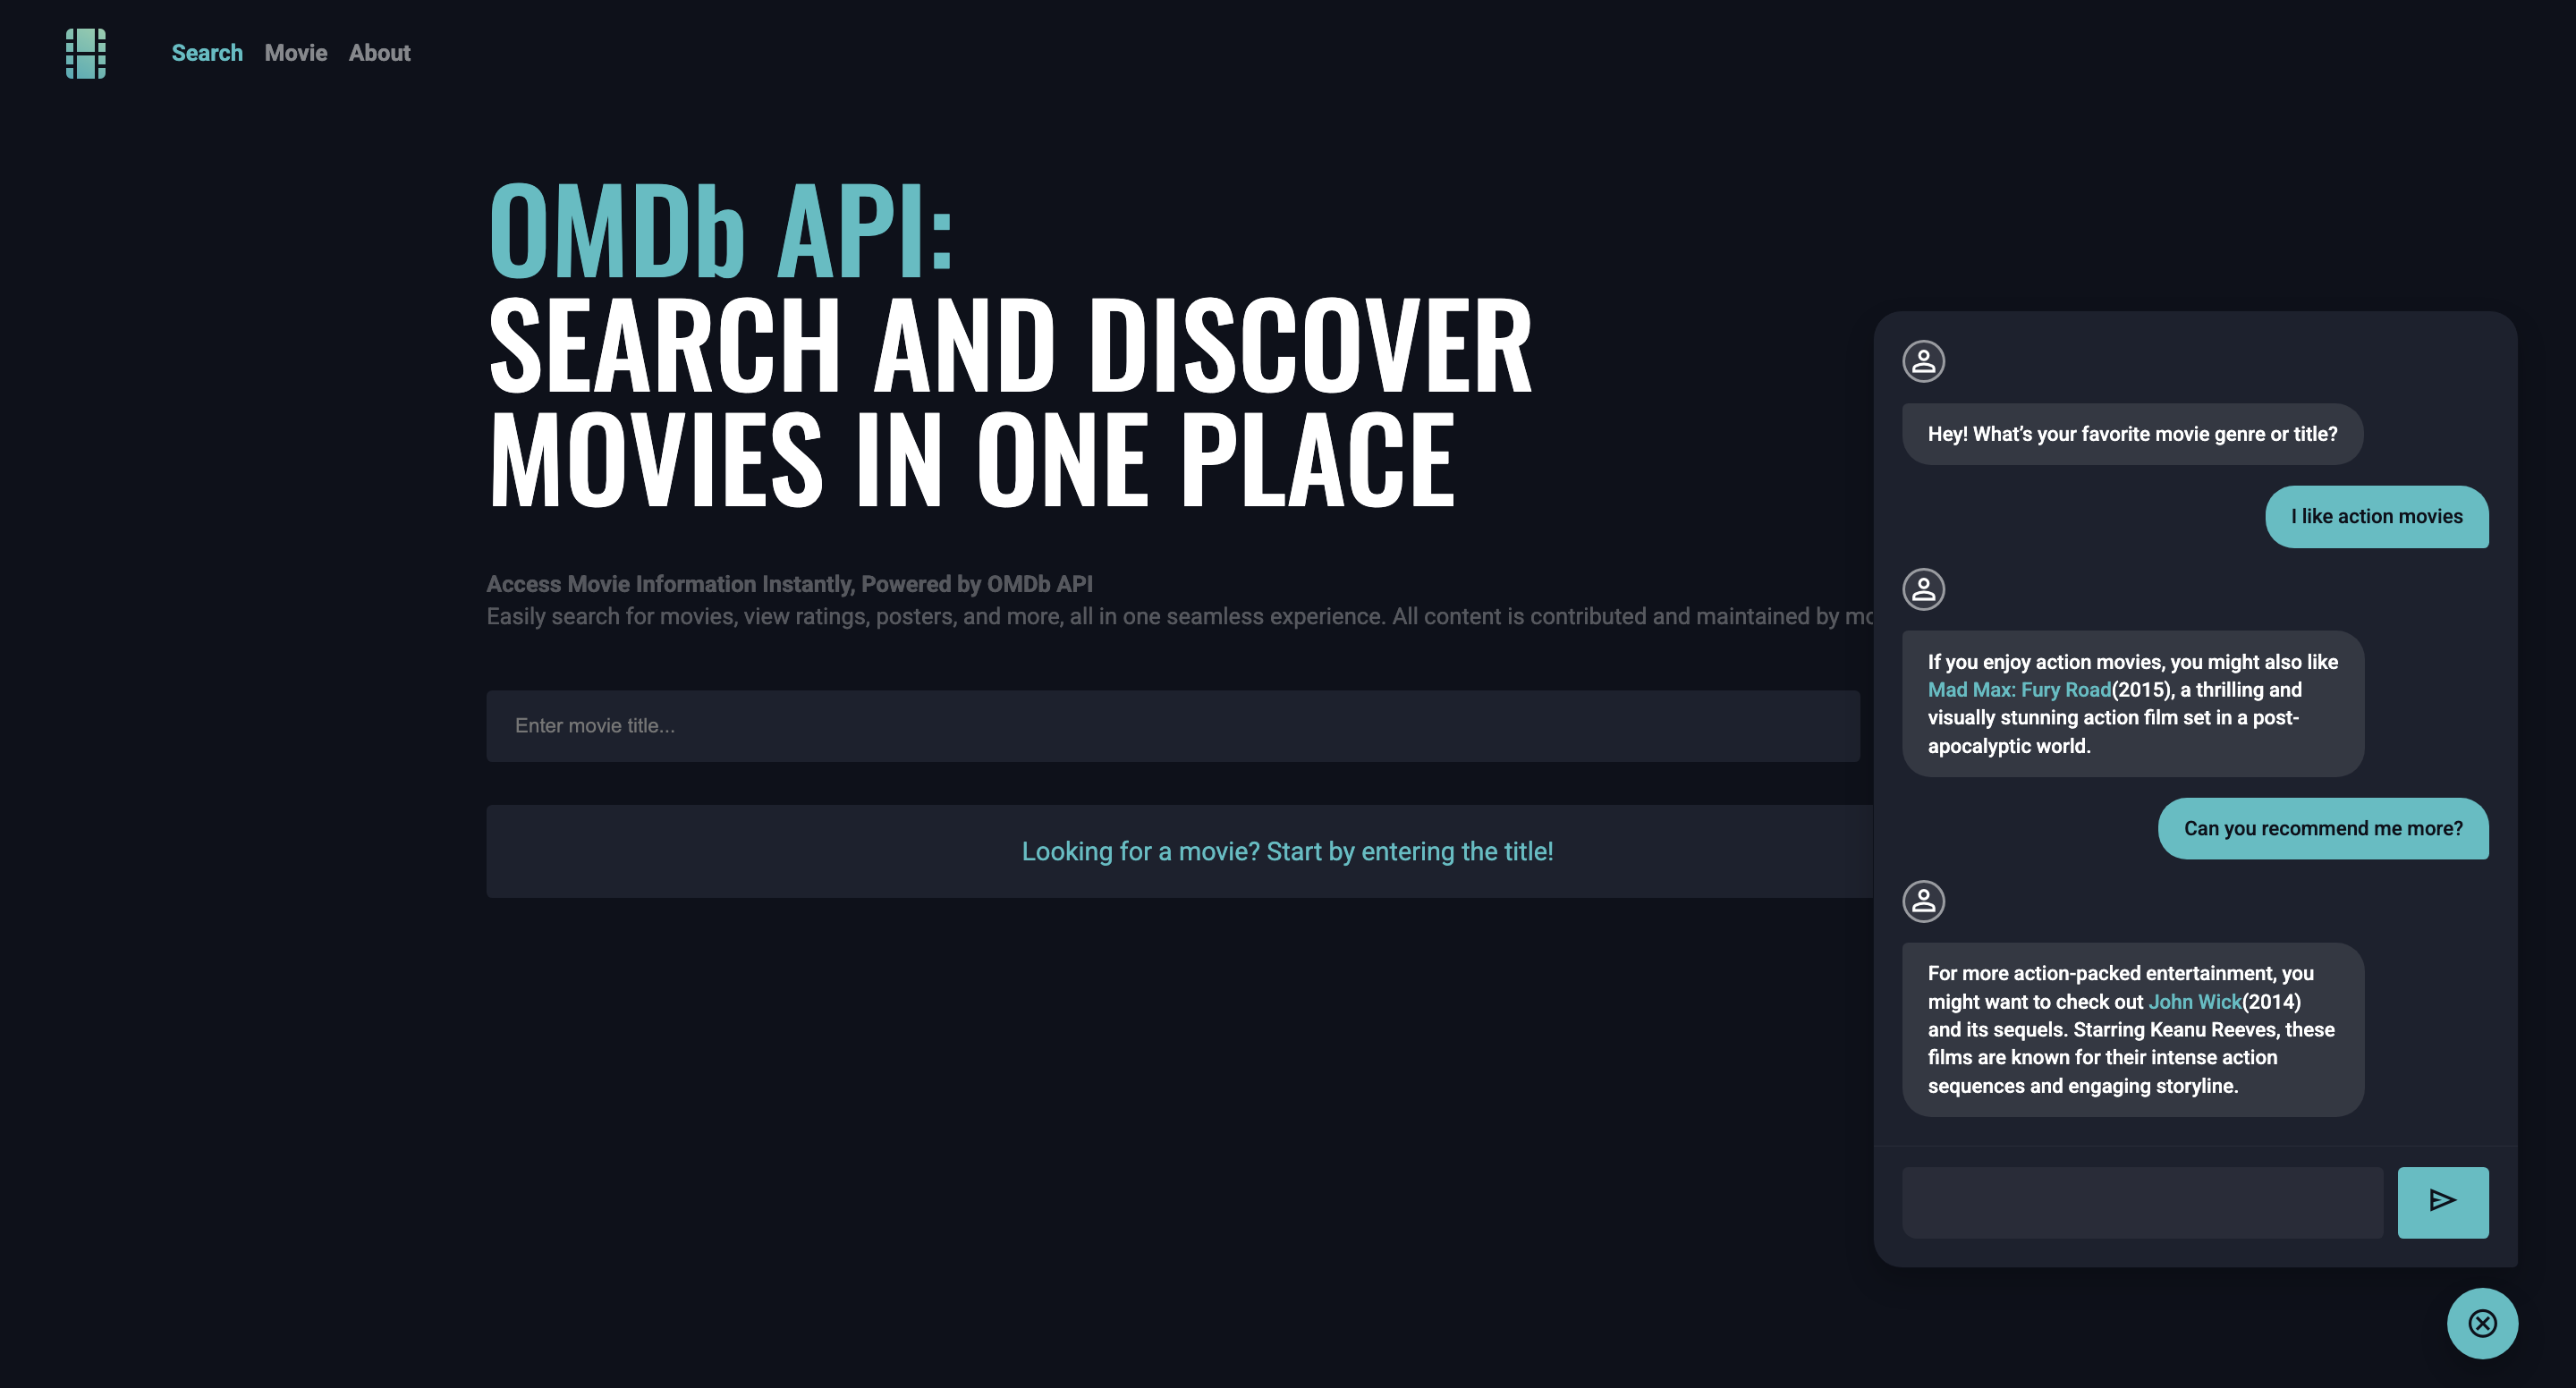 Search Movie About
OMDb API:
SEARCH AND DISCOVER
MOVIES IN ONE PLACE
Access Movie Information Instantly, Powered by OMDb API
Easily search for movies, view ratings, posters, and more, all in one seamless experience. All content is contributed and maintained by
Enter movie title...
Looking for a movie? Start by entering the title!
Hey! What’s your favorite movie genre or title?
I like action movies
If you enjoy action movies, you might also like
Mad Max: Fury Road(2015), a thrilling and
visually stunning action film set in a post-
apocalyptic world.
Can you recommend me more?
For more action-packed entertainment, you
might want to check out John Wick(2014)
and its sequels. Starring Keanu Reeves, these
films are known for their intense action
sequences and engaging storyline.